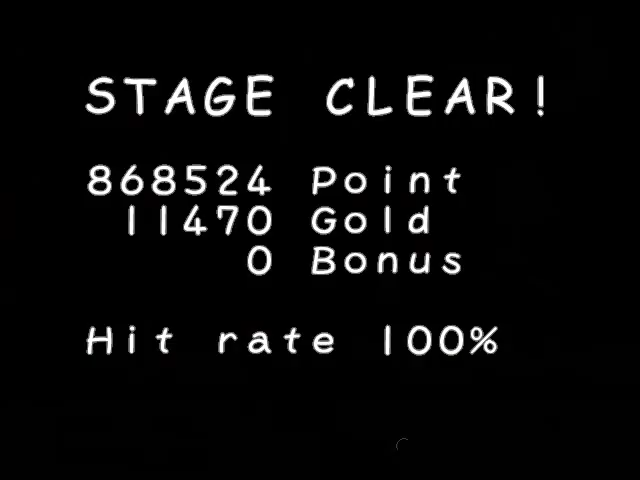 STAGE CLEAR!
868524 Point
11470 Gold
0 Bonus
Hit rate 100%